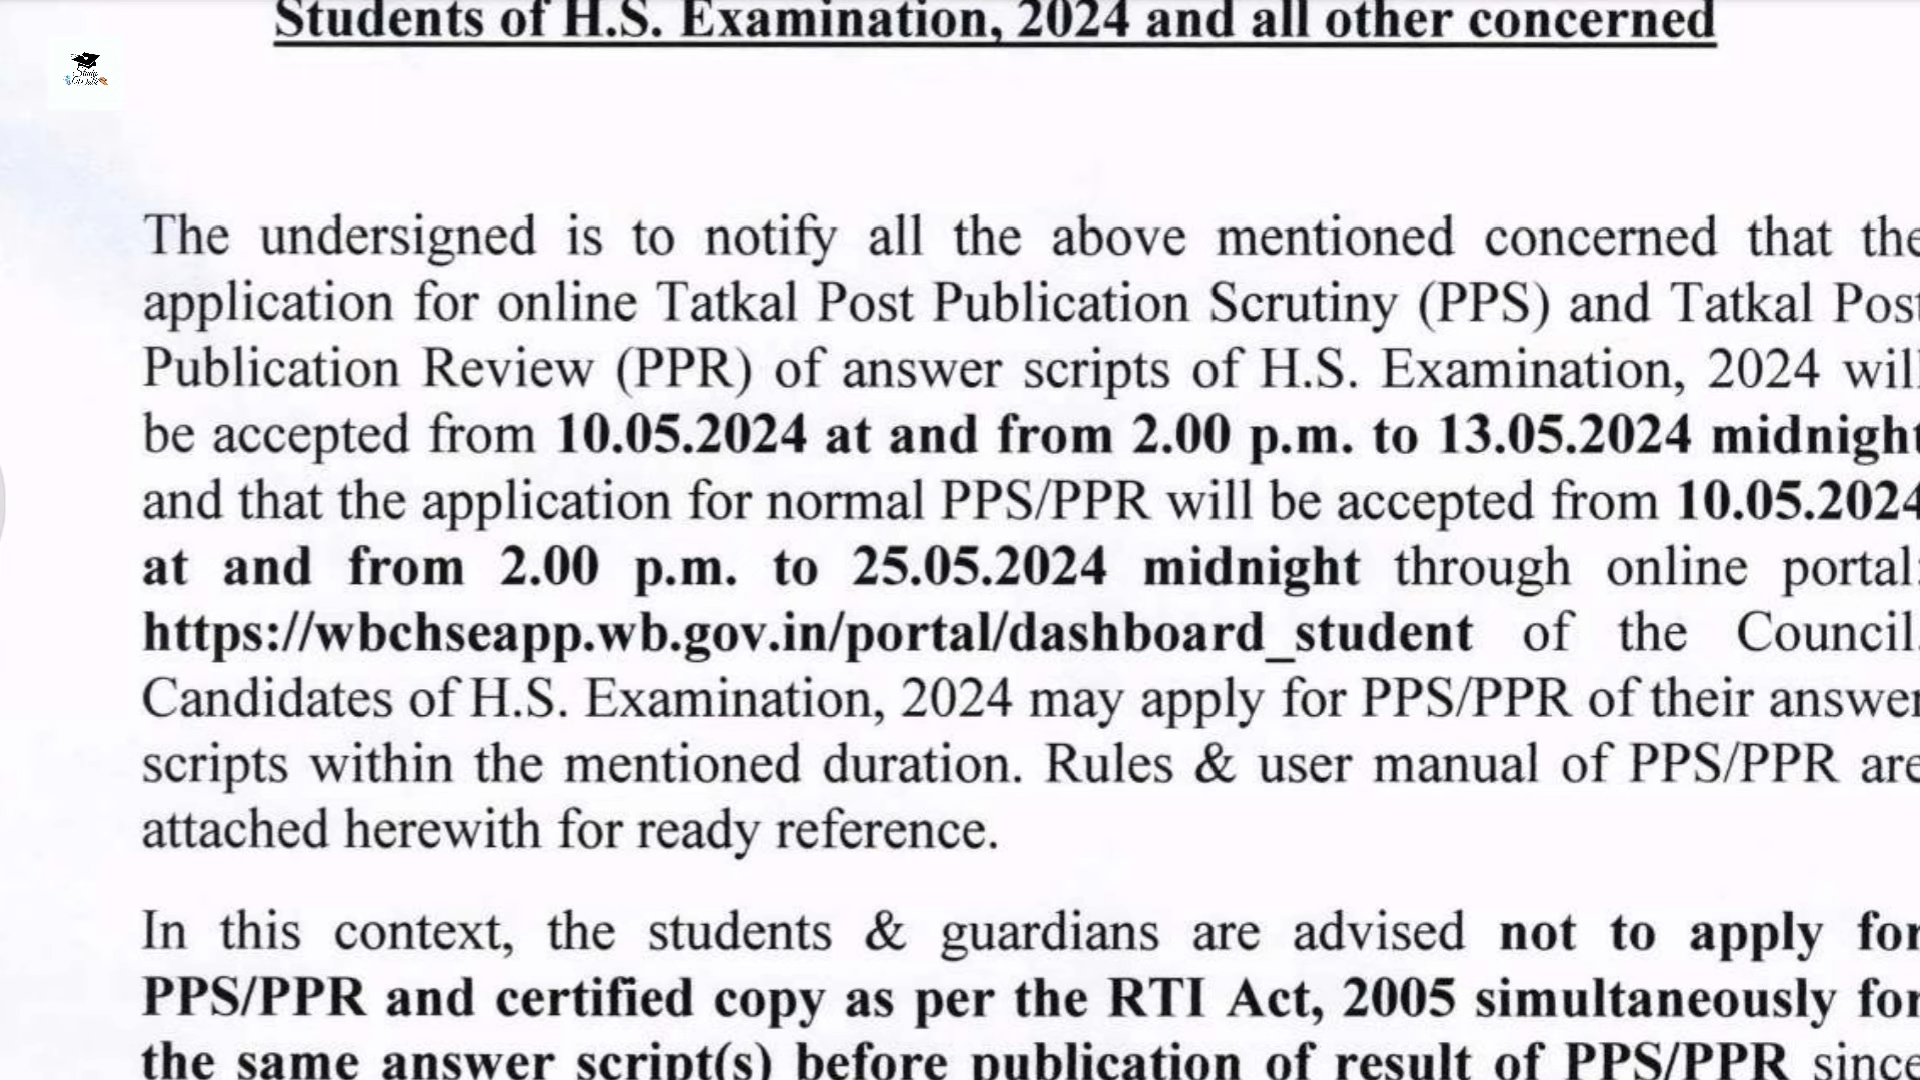 Students of H.S. Examination, 2024 and all other concerned
Study
The undersigned is to notify all the above mentioned concerned that the
application for online Tatkal Post Publication Scrutiny (PPS) and Tatkal Post
Publication Review (PPR) of answer scripts of H.S. Examination, 2024 will
be accepted from 10.05.2024 at and from 2.00 p.m. to 13.05.2024 midnight
and that the application for normal PPS/PPR will be accepted from 10.05.2024
at and from 2.00 p.m. to 25.05.2024 midnight through online portal:
https://wbchseapp.wb.gov.in/portal/dashboard_student of the Council.
Candidates of H.S. Examination, 2024 may apply for PPS/PPR of their answer
scripts within the mentioned duration. Rules & user manual of PPS/PPR are
attached herewith for ready reference.
In this context, the students & guardians are advised not to apply for
PPS/PPR and certified copy as per the RTI Act, 2005 simultaneously for
the same answer script(s) before publication of result of PPS/PPR since